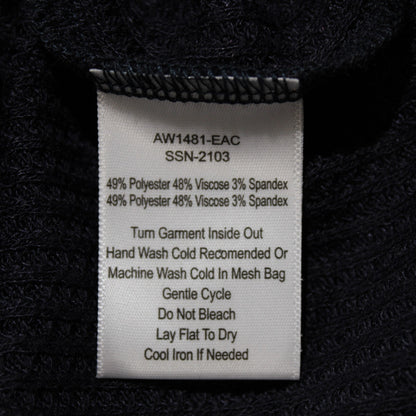 AW1481-EAC
SSN-2103
49% Polyester 48% Viscose 3% Spandex
49% Polyester 48% Viscose 3% Spandex
Turn Garment Inside Out
Hand Wash Cold Recomended Or
Machine Wash Cold In Mesh Bag
Gentle Cycle
Do Not Bleach
Lay Flat To Dry
Cool Iron If Needed